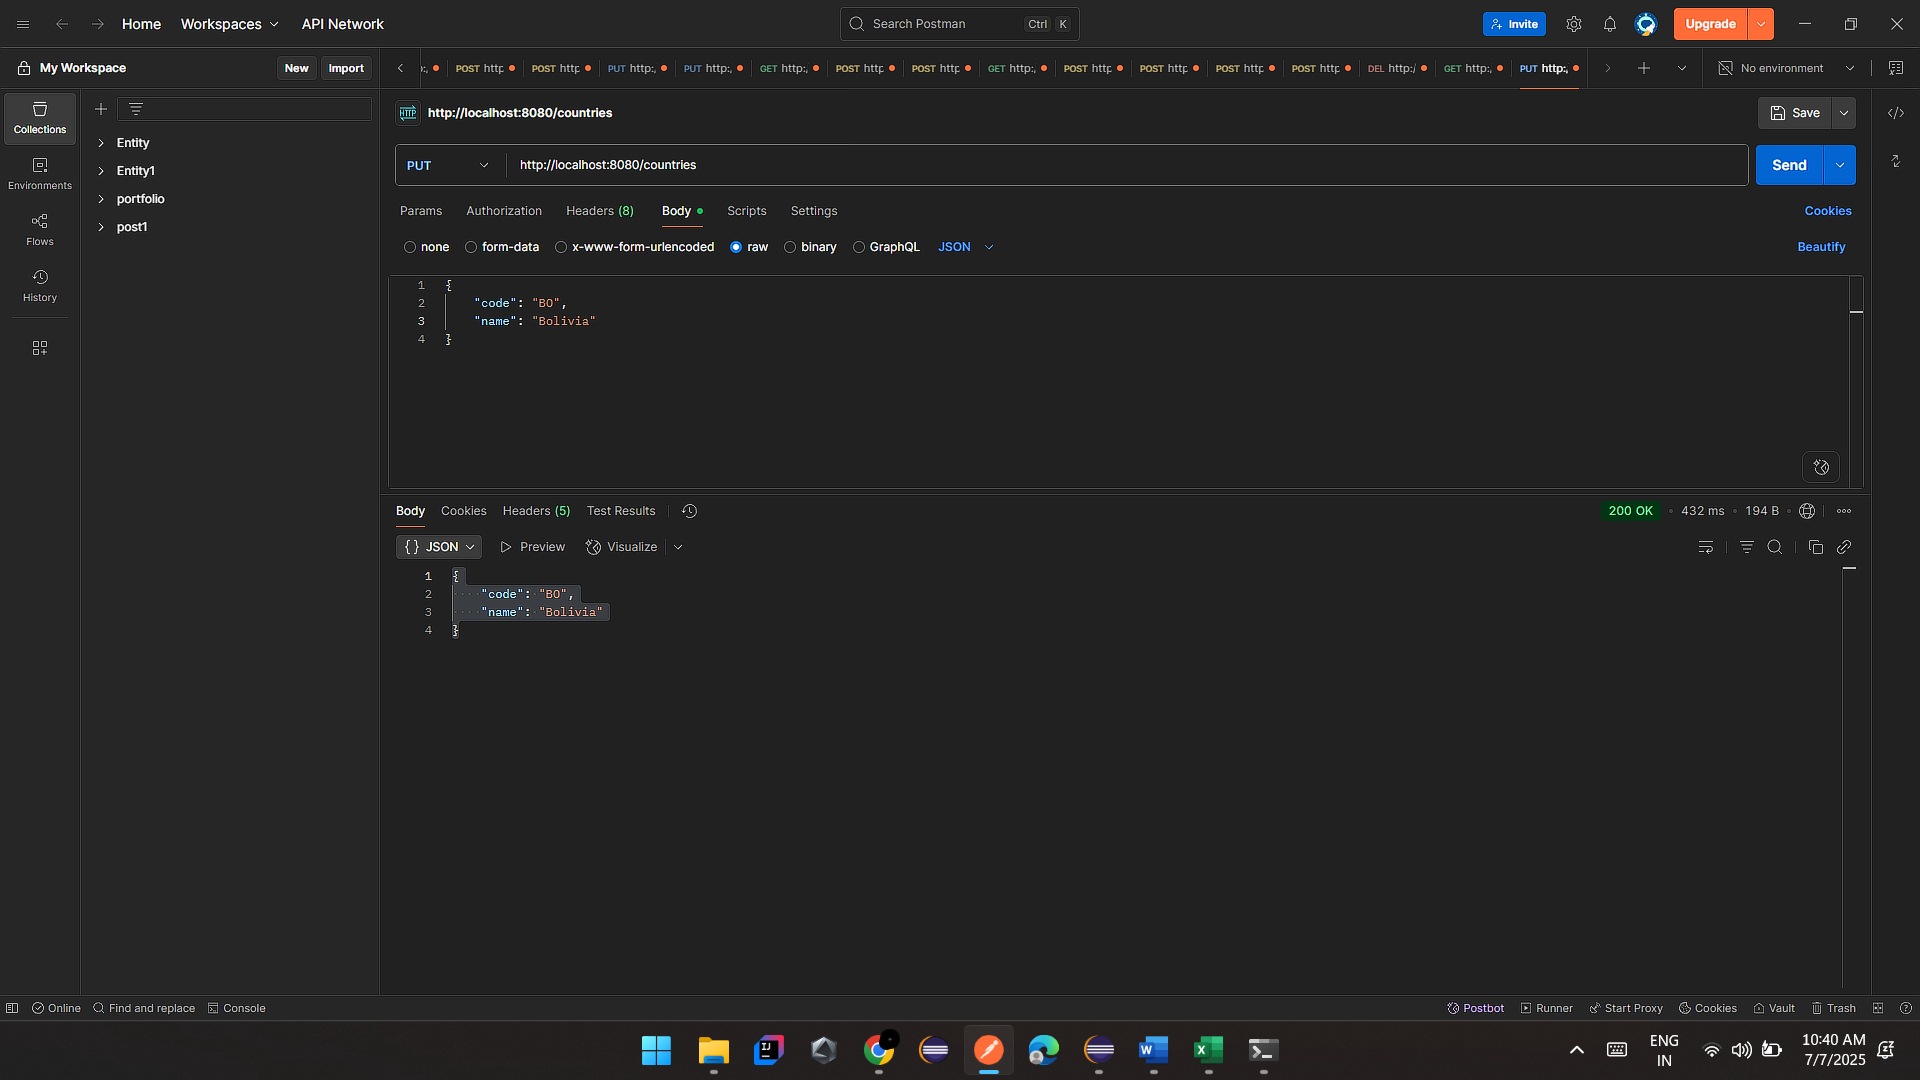 Home
Workspaces
API Network
Search Postman
Ctrl
K
Invite
Upgrade
My Workspace
New
Import
POST http
POST http
PUT http:,
PUT http:,
GET http:,
POST http
POST http
GET http:,
POST http
POST http
POST http
POST http
DEL http:/
GET http:,
PUT http:,
No environment
Collections
Environments
Flows
History
Entity
Entity1
portfolio
post1
HTTP
http://localhost:8080/countries
Save
PUT
http://localhost:8080/countries
Send
Params
Authorization
Headers (8)
Body
Scripts
Settings
Cookies
none
form-data
x-www-form-urlencoded
raw
binary
GraphQL
JSON
Beautify
1 {
2 "code": "BO",
3 "name": "Bolivia"
4 }
Body
Cookies
Headers (5)
Test Results
200 OK
432 ms
194 B
{} JSON
Preview
Visualize
1 {
2 "code": "BO",
3 "name": "Bolivia"
4 }
Online
Find and replace
Console
Postbot
Runner
Start Proxy
Cookies
Vault
Trash
ENG
IN
10:40 AM
7/7/2025